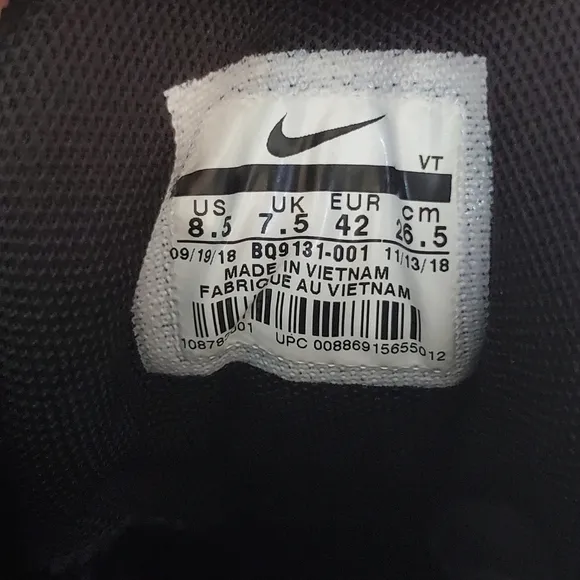 VT
US UK EUR cm
8.5 7.5 42 26.5
09/19/18 BQ9131-001 11/13/18
MADE IN VIETNAM
FABRIQUE AU VIETNAM
UPC 00886915655012